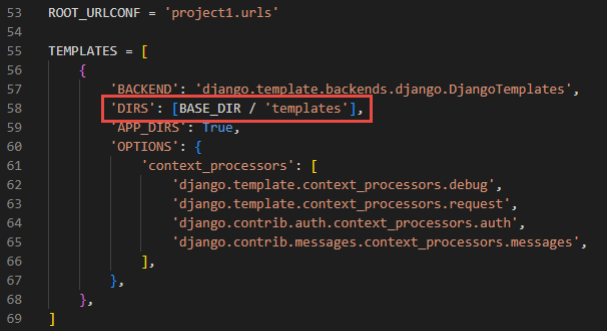 53 ROOT_URLCONF = 'project1.urls'
54
55 TEMPLATES = [
56     {
57         'BACKEND': 'django.template.backends.django.DjangoTemplates',
58         'DIRS': [BASE_DIR / 'templates'],
59         'APP_DIRS': True,
60         'OPTIONS': {
61             'context_processors': [
62                 'django.template.context_processors.debug',
63                 'django.template.context_processors.request',
64                 'django.contrib.auth.context_processors.auth',
65                 'django.contrib.messages.context_processors.messages',
66             ],
67         },
68     },
69 ]